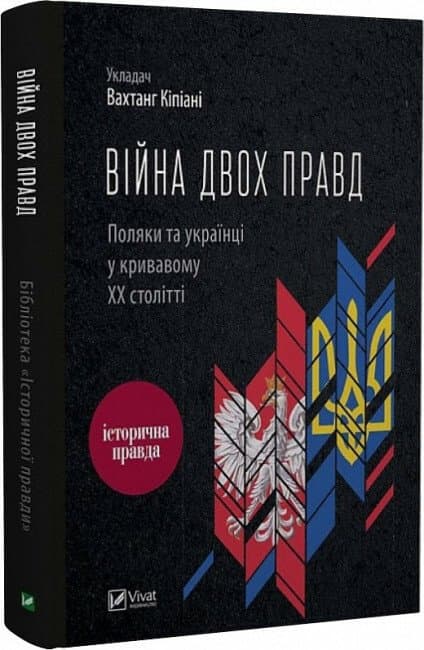 Укладач
Вахтанг Кіпіані
ВІЙНА ДВОХ ПРАВД
Поляки та українці
у кривавому
ХХ столітті
історична
правда
Vivat
ВИДАВНИЦТВО
ВІЙНА ДВОХ ПРАВД
Бібліотека «Історичної правди»